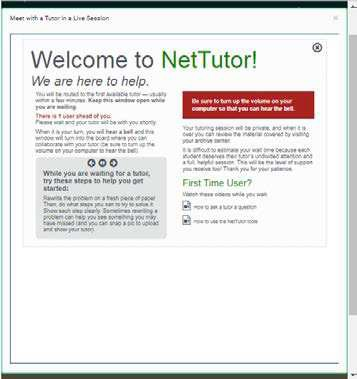 Meet with a Tutor in a Live Session
×
Welcome to NetTutor!
We are here to help.
You will be routed to the first available tutor — usually
within a few minutes. Keep this window open while
you are waiting.
There is 1 user ahead of you.
Please wait and your tutor will be with you shortly.
When it is your turn, you will hear a bell and this
window will turn into the board where you can
collaborate with your tutor (be sure to turn up the
volume on your computer to hear the bell).
While you are waiting for a tutor,
try these steps to help you get
started:
Rewrite the problem on a fresh piece of paper.
Then, do what steps you can to try to solve it.
Show each step clearly. Sometimes rewriting a
problem can help you see something you may
have missed (and you can snap a pic to upload
and show your tutor).
Be sure to turn up the volume on your
computer so that you can hear the bell.
Your tutoring session will be private, and when it is
over you can review the material covered by visiting
your archive center.
It is difficult to estimate your wait time because each
student deserves their tutor's undivided attention and
a full, helpful session. This will be the level of support
you receive too! Thank you for your patience.
First Time User?
Watch these videos while you wait:
How to ask a tutor a question
How to use the NetTutor tools